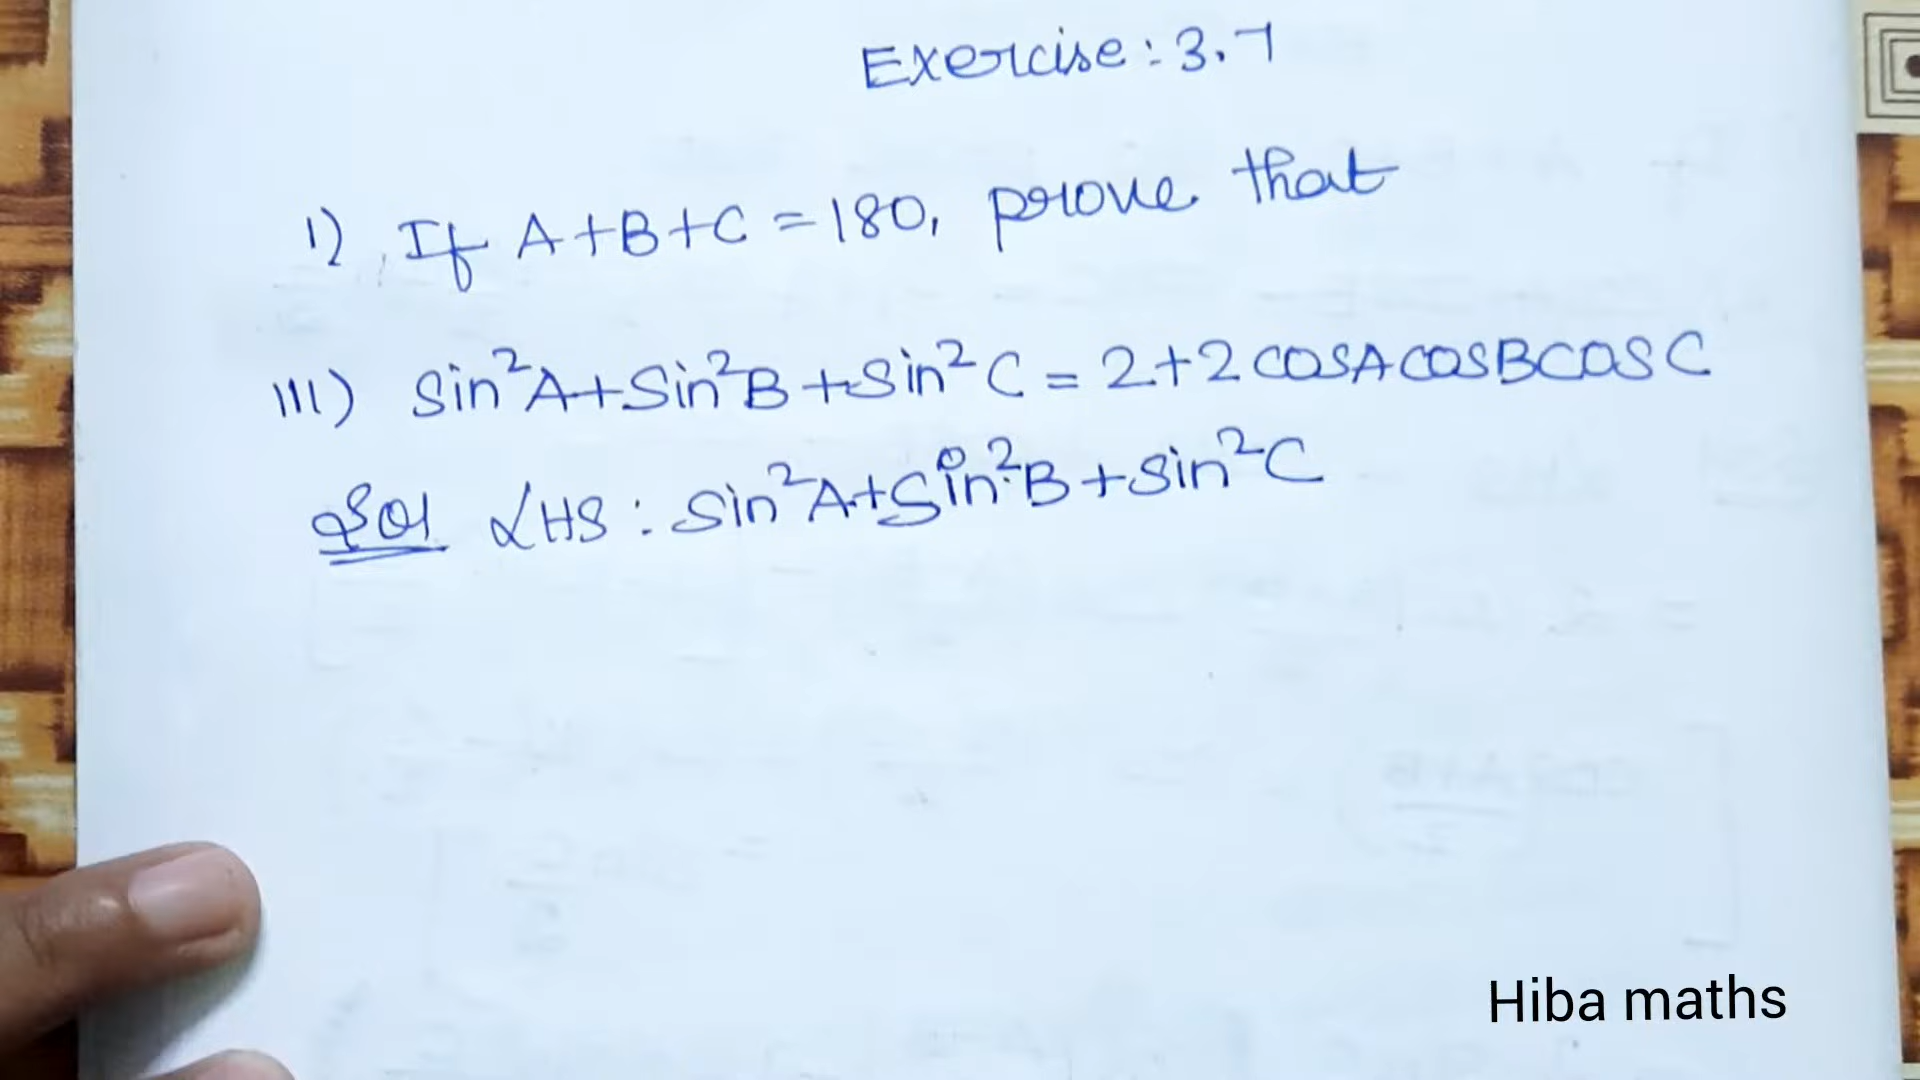 Exercise: 3.7
1) If A+B+C = 180, prove that
III) Sin²A+Sin²B+Sin²C = 2+2 cosA cosB cosC
Sol LHS: Sin²A+Sin²B+Sin²C
Hiba maths